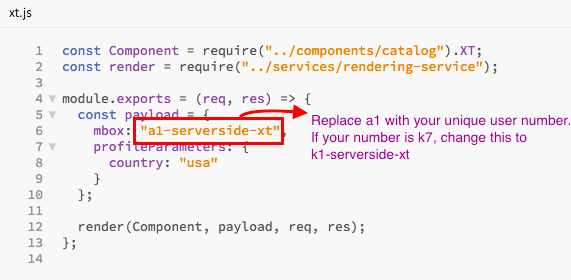 xt.js
1 const Component = require("../components/catalog").XT;
2 const render = require("../services/rendering-service");
3
4 module.exports = (req, res) => {
5 const payload = {
6 mbox: "a1-serverside-xt",
7 profileParameters: {
8 country: "usa"
9 }
10 };
11
12 render(Component, payload, req, res);
13 };
14
Replace a1 with your unique user number.
If your number is k7, change this to
k1-serverside-xt